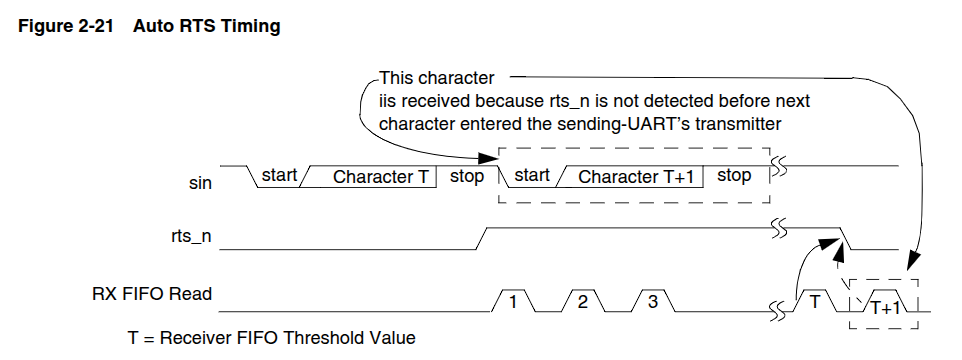 Figure 2-21 Auto RTS Timing
This character
iis received because rts_n is not detected before next
character entered the sending-UART's transmitter
sin start Character T stop start Character T+1 stop
rts_n
RX FIFO Read 1 2 3 T T+1
T = Receiver FIFO Threshold Value